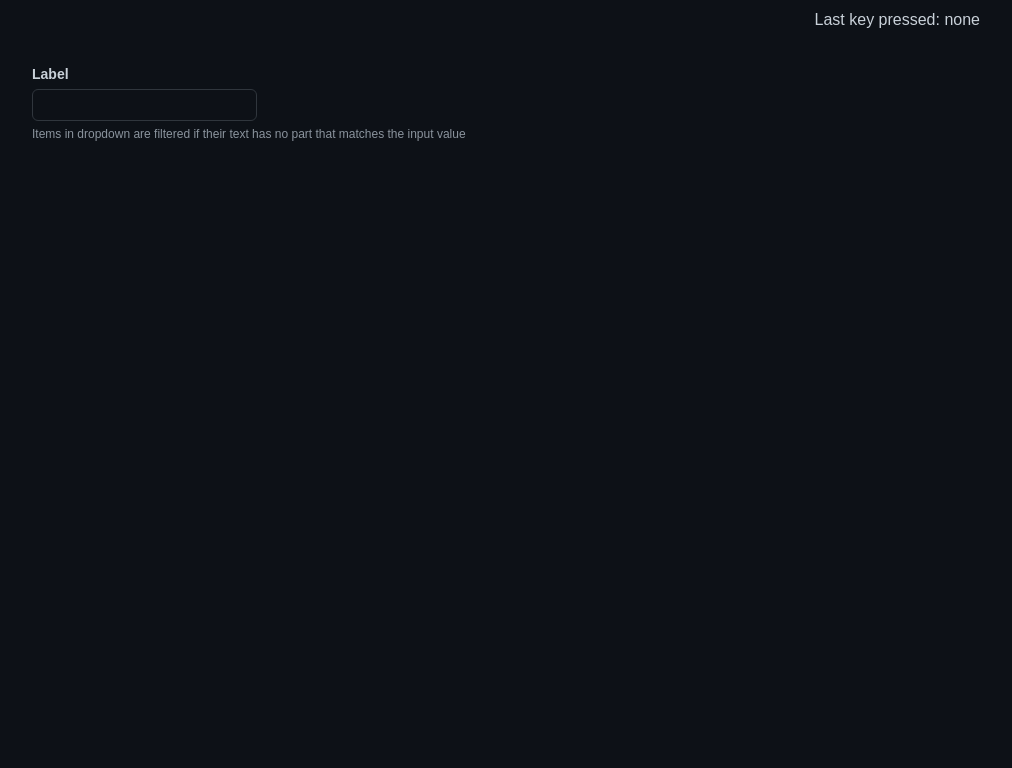 Last key pressed: none
Label
Items in dropdown are filtered if their text has no part that matches the input value